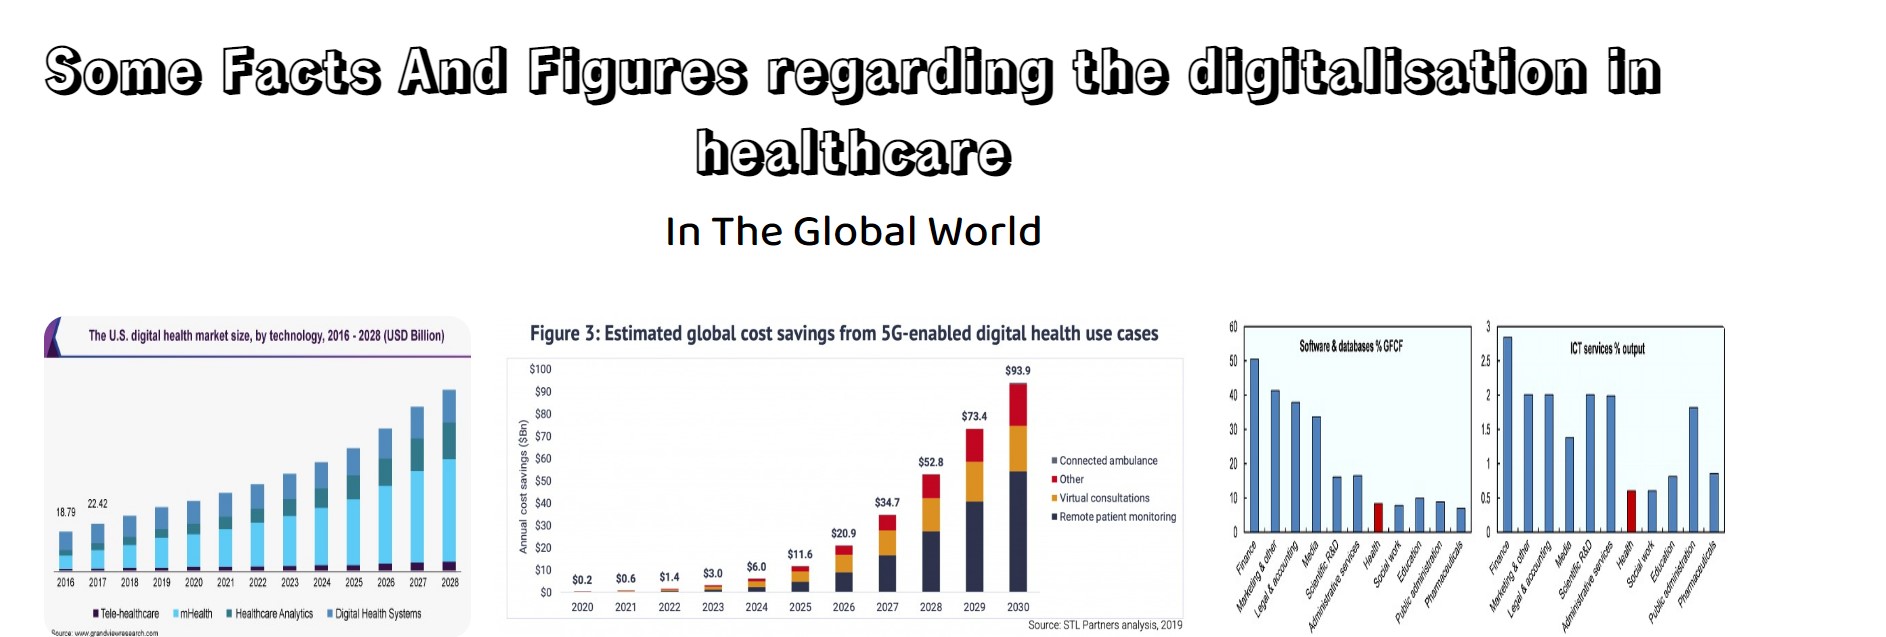 Some Facts And Figures regarding the digitalisation in
healthcare
In The Global World
The U.S. digital health market size, by technology, 2016 - 2028 (USD Billion)
18.79
22.42
2016 2017 2018 2019 2020 2021 2022 2023 2024 2025 2026 2027 2028
Tele-healthcare mHealth Healthcare Analytics Digital Health Systems
Source: www.grandviewresearch.com
Figure 3: Estimated global cost savings from 5G-enabled digital health use cases
Annual cost savings ($Bn)
$100
$90
$80
$70
$60
$50
$40
$30
$20
$10
$0
$0.2 $0.6 $1.4 $3.0 $6.0 $11.6 $20.9 $34.7 $52.8 $73.4 $93.9
2020 2021 2022 2023 2024 2025 2026 2027 2028 2029 2030
Connected ambulance
Other
Virtual consultations
Remote patient monitoring
Source: STL Partners analysis, 2019
Software & databases % GFCF
60
50
40
30
20
10
0
Finance
Marketing & other
Legal & accounting
Media
Scientific R&D
Administrative services
Health
Social work
Education
Public administration
Pharmaceuticals
ICT services % output
3
2.5
2
1.5
1
0.5
0
Finance
Marketing & other
Legal & accounting
Media
Scientific R&D
Administrative services
Health
Social work
Education
Public administration
Pharmaceuticals